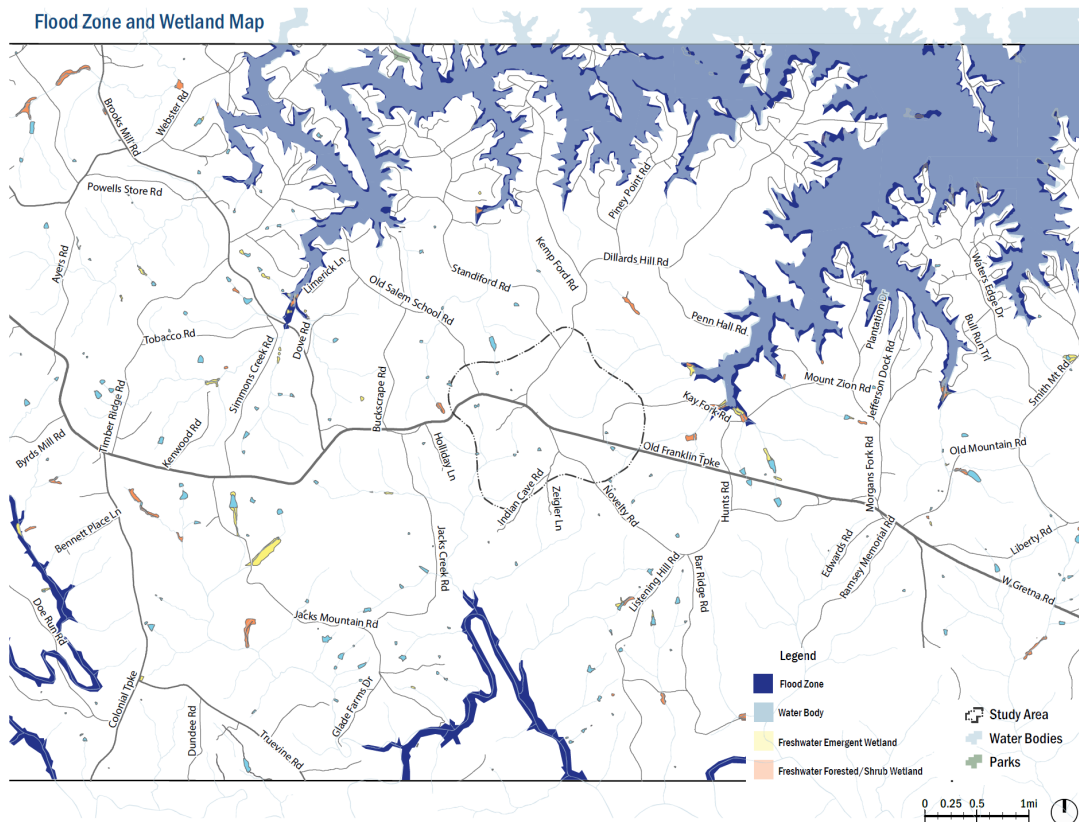 Flood Zone and Wetland Map
Brooks Mill Rd
Webster Rd
Powells Store Rd
Ayers Rd
Piney Point Rd
Kemp Ford Rd
Dillards Hill Rd
Limerick Ln
Standiford Rd
Old Salem School Rd
Waters Edge Dr
Plantation Dr
Penn Hall Rd
Bull Run Trl
Tobacco Rd
Dove Rd
Simmons Creek Rd
Jefferson Dock Rd
Smith Mt Rd
Mount Zion Rd
Buckscrape Rd
Timber Ridge Rd
Kay Fork Rd
Byrds Mill Rd
Kenwood Rd
Holliday Ln
Old Franklin Tpke
Old Mountain Rd
Morgans Fork Rd
Indian Cave Rd
Zeigler Ln
Novelty Rd
Hunts Rd
Bennett Place Ln
Jacks Creek Rd
Edwards Rd
Ramsey Memorial Rd
Liberty Rd
Listening Hill Rd
Bar Ridge Rd
W Gretna Rd
Doe Run Rd
Jacks Mountain Rd
Colonial Tpke
Glade Farms Dr
Dundee Rd
Truevine Rd
Legend
Flood Zone
Water Body
Freshwater Emergent Wetland
Freshwater Forested/Shrub Wetland
Study Area
Water Bodies
Parks
0 0.25 0.5 1mi